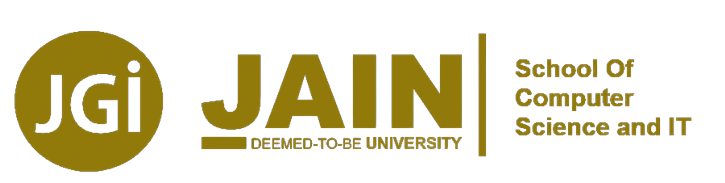 JGi
JAIN
DEEMED-TO-BE UNIVERSITY
School Of
Computer
Science and IT